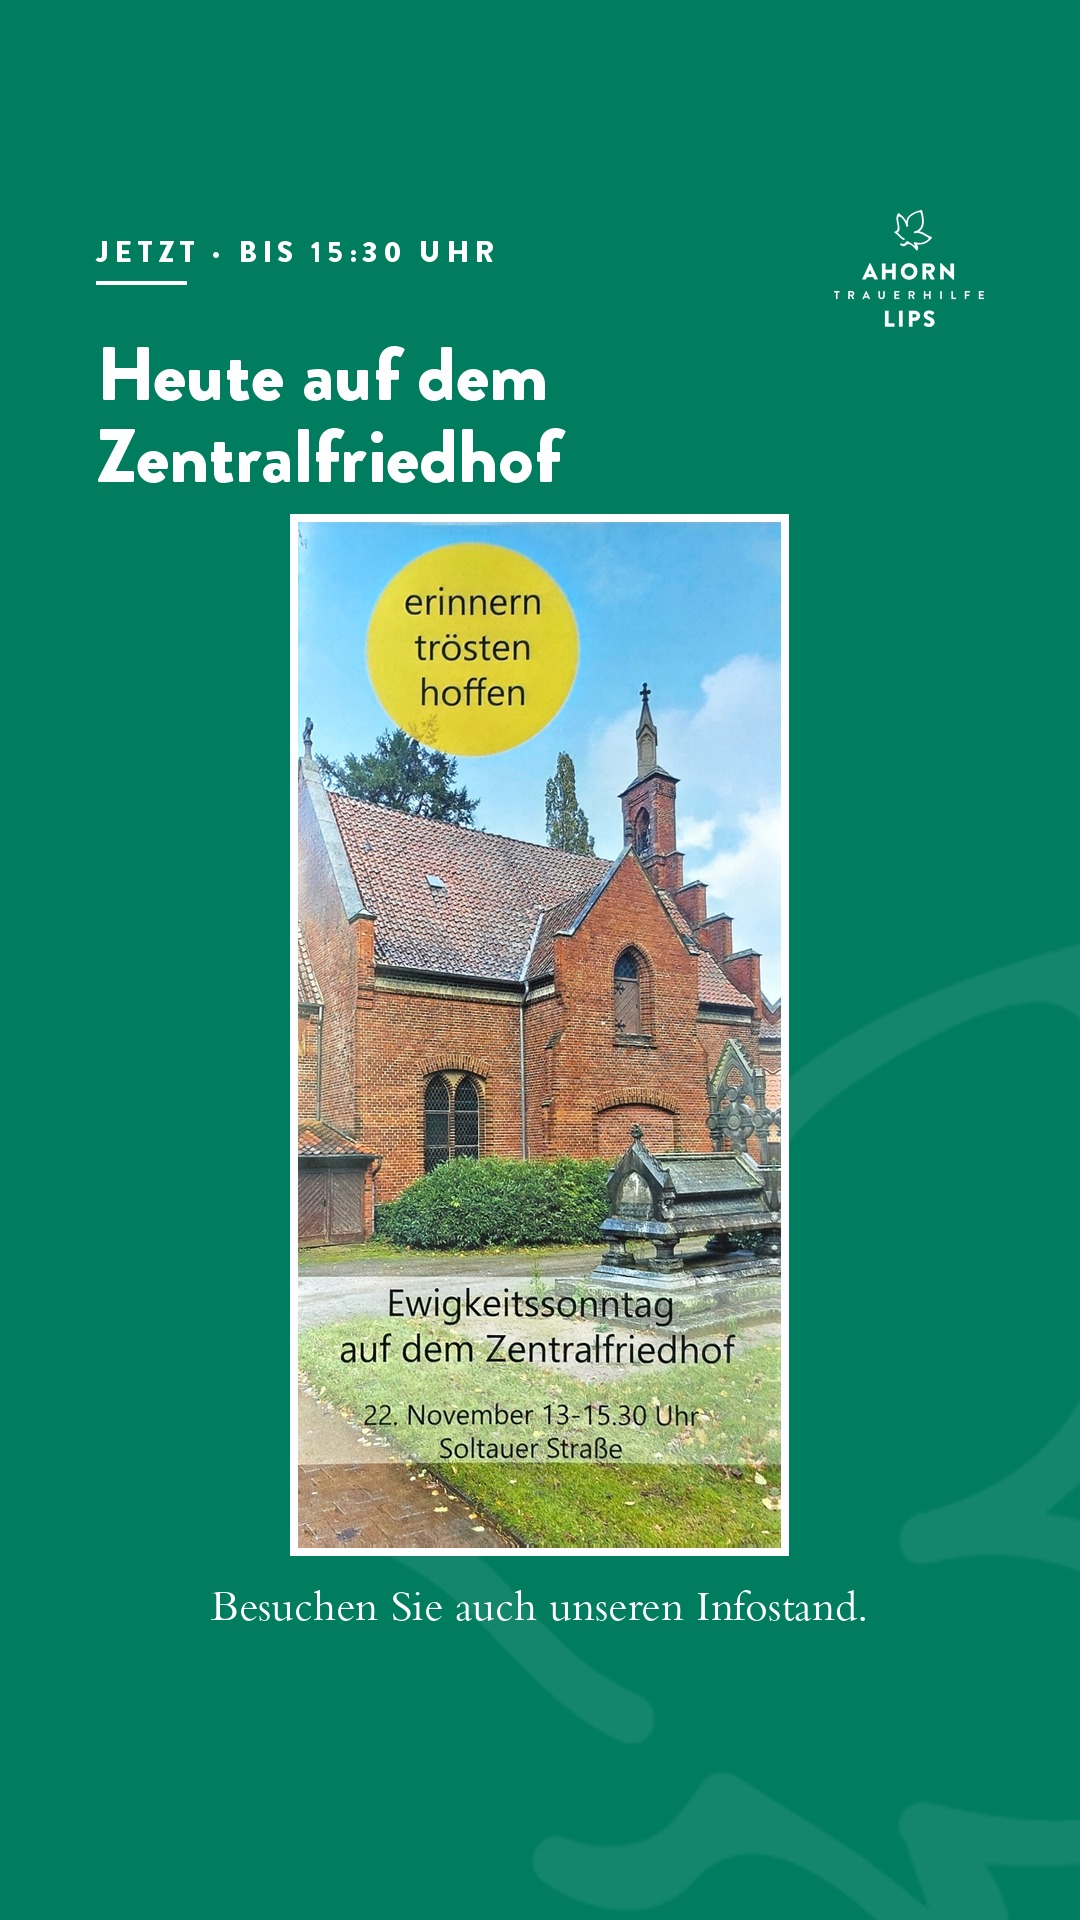 JETZT · BIS 15:30 UHR
AHORN
TRAUERHILFE
LIPS
Heute auf dem
Zentralfriedhof
erinnern
trösten
hoffen
Ewigkeitssonntag
auf dem Zentralfriedhof
22. November 13-15.30 Uhr
Soltauer Straße
Besuchen Sie auch unseren Infostand.